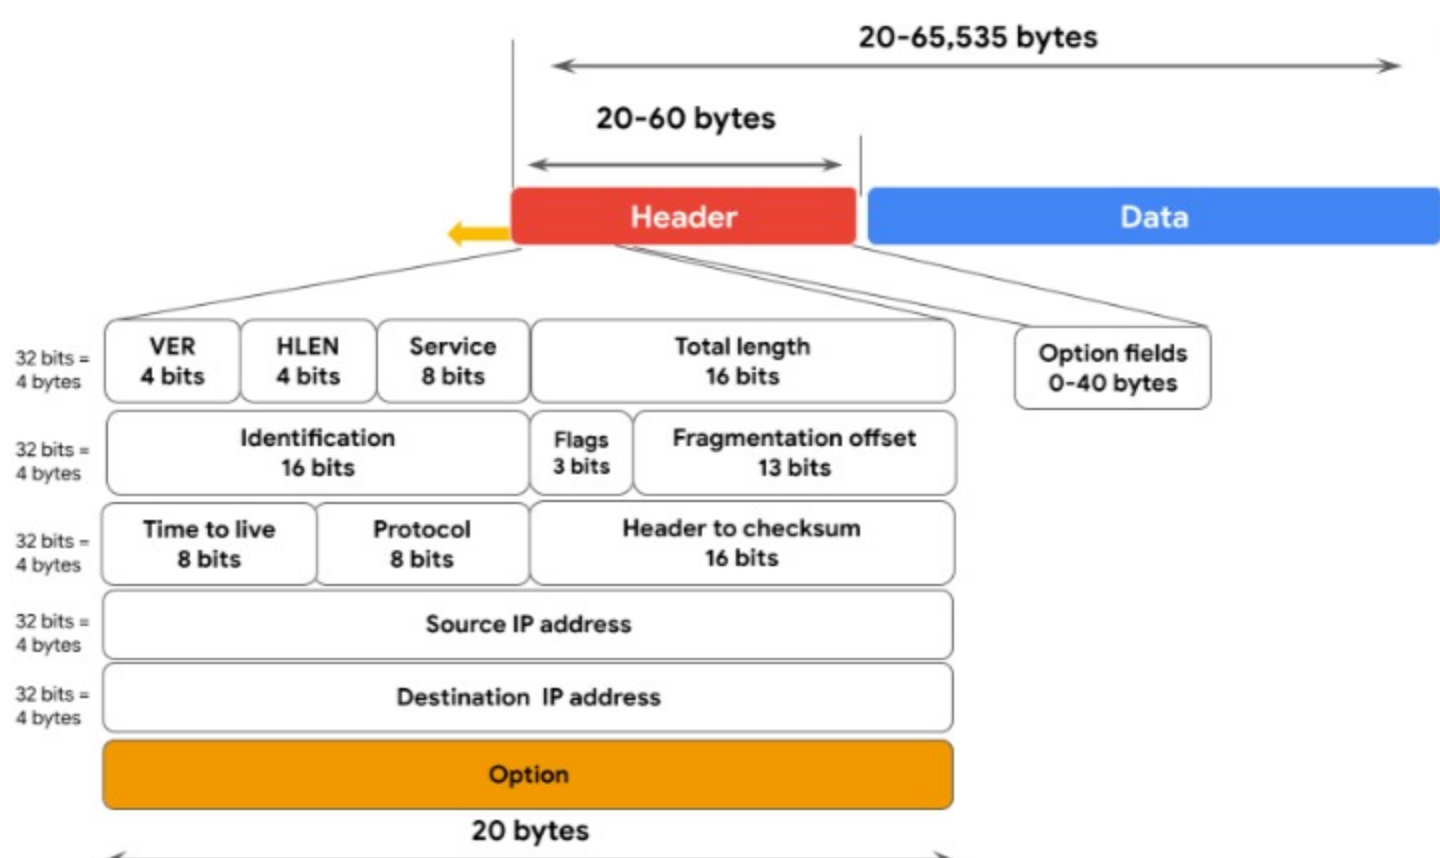 20-65,535 bytes
20-60 bytes
Header
Data
32 bits =
4 bytes
VER
4 bits
HLEN
4 bits
Service
8 bits
Total length
16 bits
Option fields
0-40 bytes
32 bits =
4 bytes
Identification
16 bits
Flags
3 bits
Fragmentation offset
13 bits
32 bits =
4 bytes
Time to live
8 bits
Protocol
8 bits
Header to checksum
16 bits
32 bits =
4 bytes
Source IP address
32 bits =
4 bytes
Destination IP address
Option
20 bytes